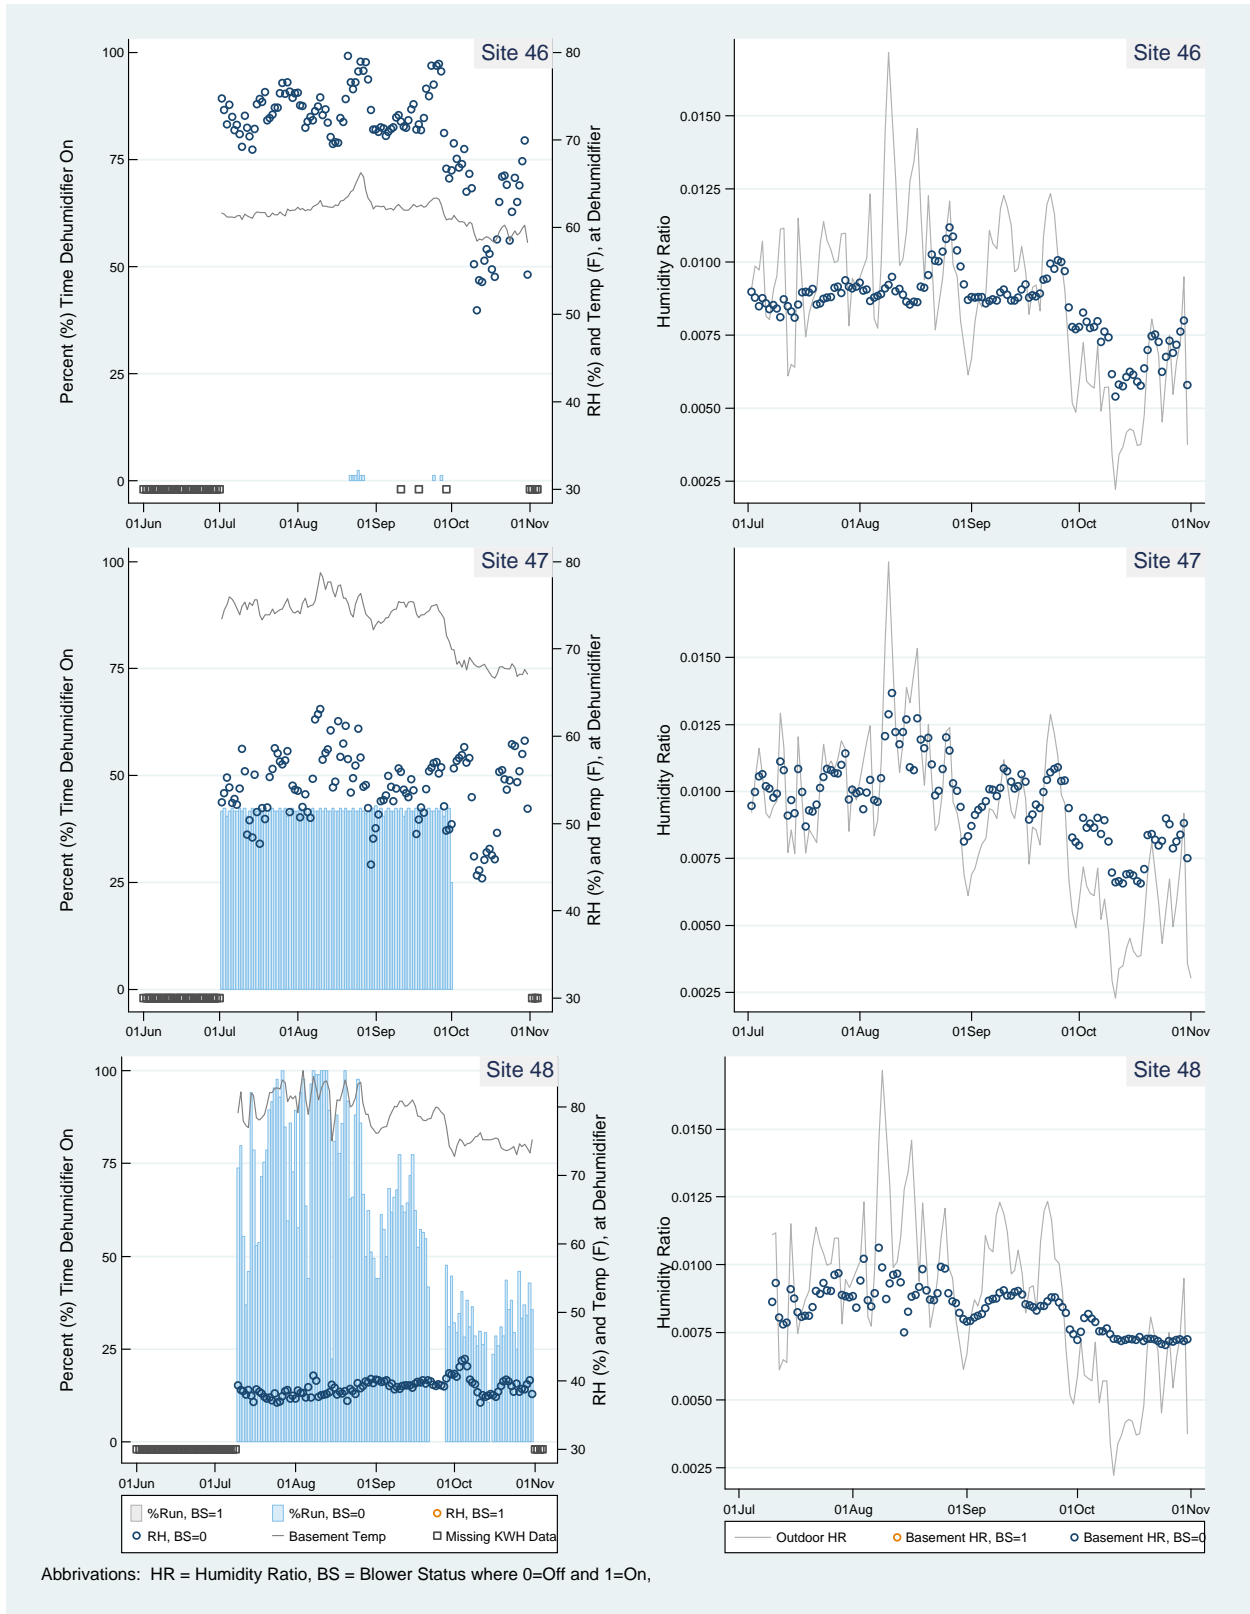 Site 46
100
75
50
25
0
Percent (%) Time Dehumidifier On
80
70
60
50
40
30
RH (%) and Temp (F), at Dehumidifier
01Jun 01Jul 01Aug 01Sep 01Oct 01Nov
Site 46
0.0150
0.0125
0.0100
0.0075
0.0050
0.0025
Humidity Ratio
01Jul 01Aug 01Sep 01Oct 01Nov
Site 47
100
75
50
25
0
Percent (%) Time Dehumidifier On
80
70
60
50
40
30
RH (%) and Temp (F), at Dehumidifier
01Jun 01Jul 01Aug 01Sep 01Oct 01Nov
Site 47
0.0150
0.0125
0.0100
0.0075
0.0050
0.0025
Humidity Ratio
01Jul 01Aug 01Sep 01Oct 01Nov
Site 48
100
75
50
25
0
Percent (%) Time Dehumidifier On
80
70
60
50
40
30
RH (%) and Temp (F), at Dehumidifier
01Jun 01Jul 01Aug 01Sep 01Oct 01Nov
%Run, BS=1 %Run, BS=0 RH, BS=1
RH, BS=0 Basement Temp Missing KWH Data
Site 48
0.0150
0.0125
0.0100
0.0075
0.0050
0.0025
Humidity Ratio
01Jul 01Aug 01Sep 01Oct 01Nov
Outdoor HR Basement HR, BS=1 Basement HR, BS=0
Abbrivations: HR = Humidity Ratio, BS = Blower Status where 0=Off and 1=On,